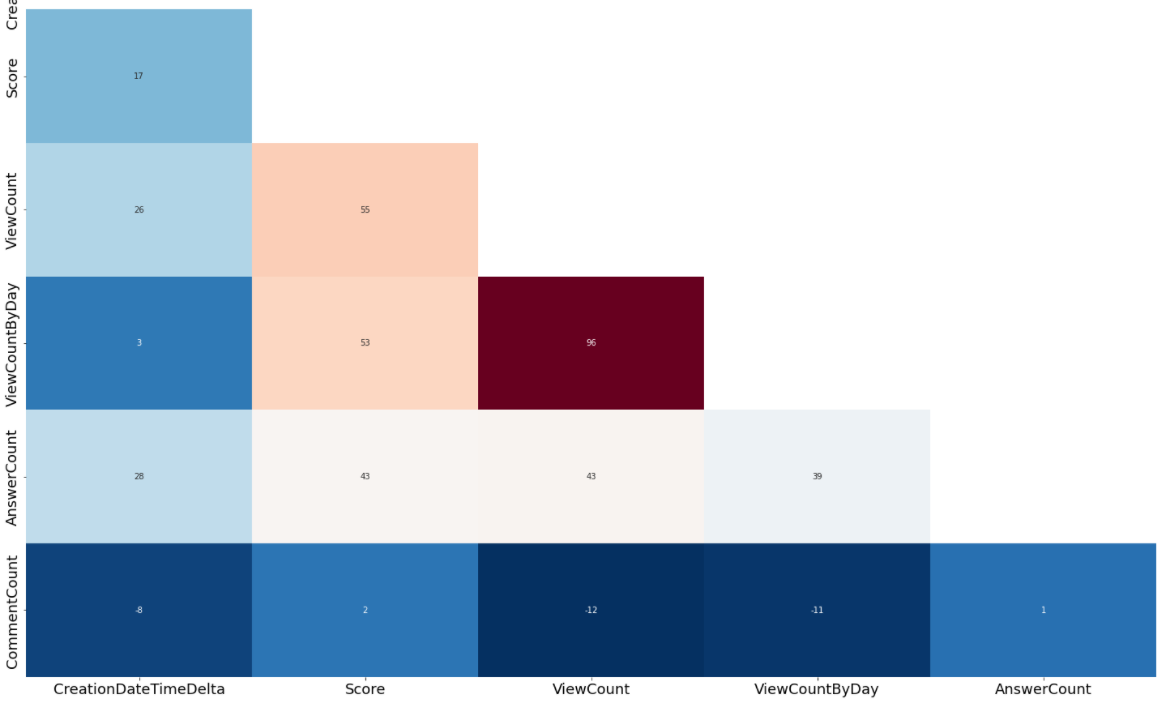 Crea
Score
17
ViewCount
26 55
ViewCountByDay
3 53 96
AnswerCount
28 43 43 39
CommentCount
-8 2 -12 -11 1
CreationDateTimeDelta Score ViewCount ViewCountByDay AnswerCount